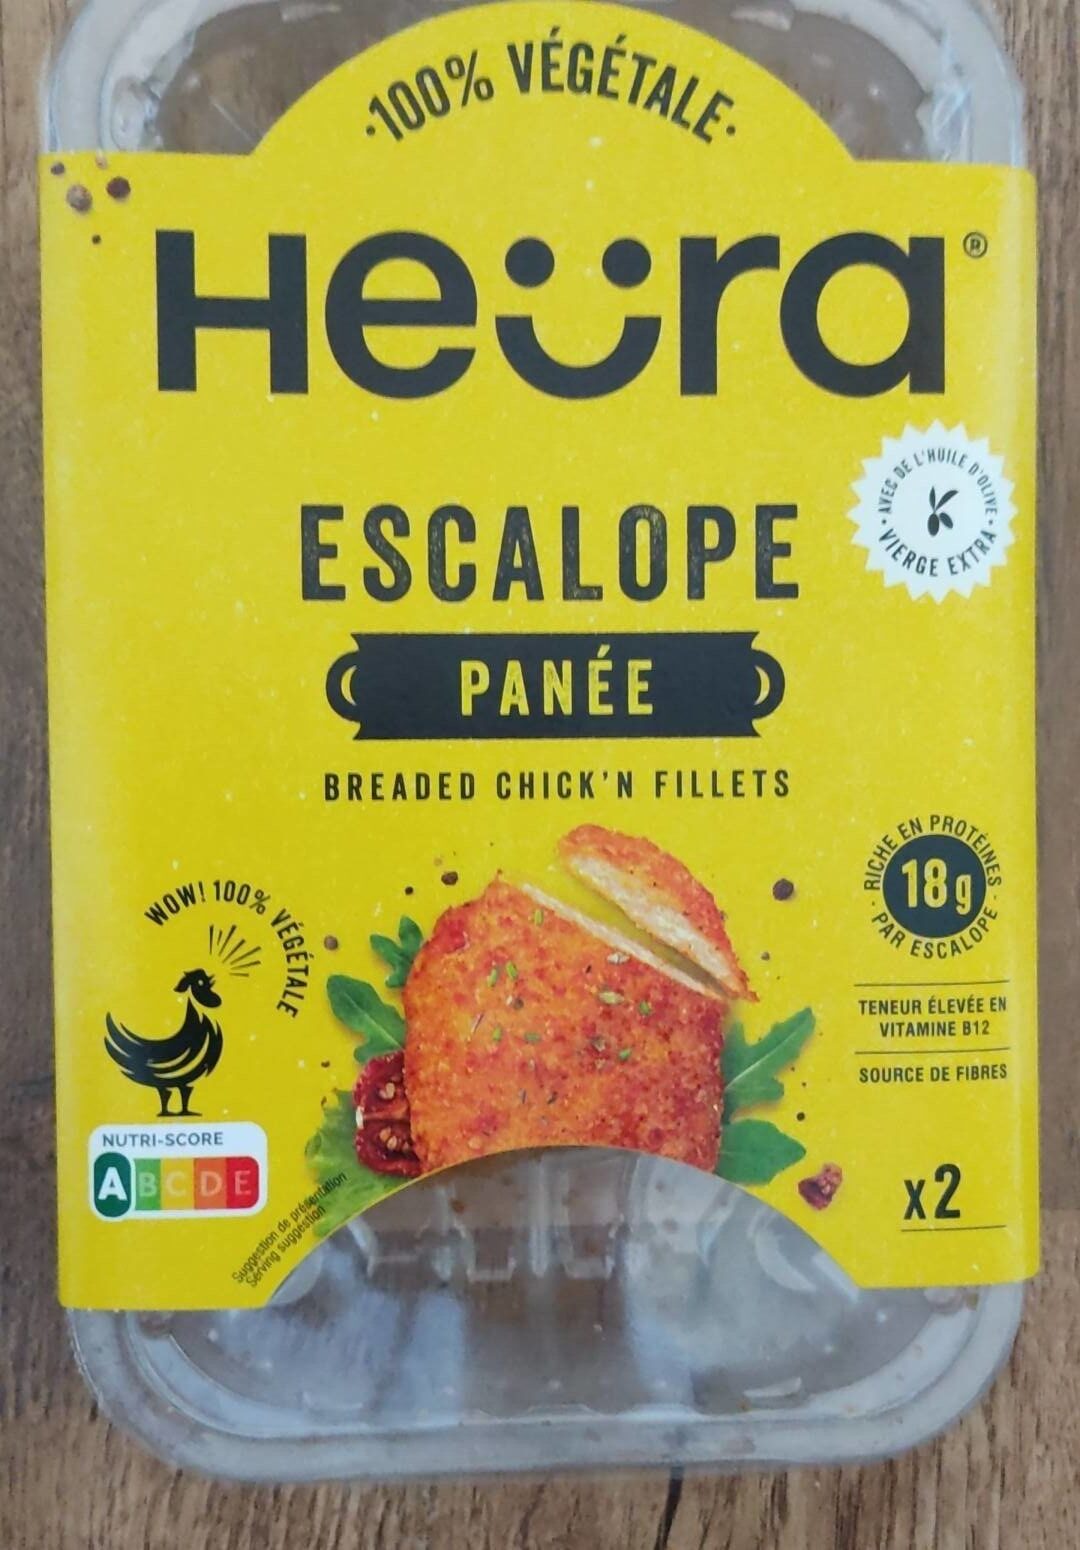 ·100% VÉGÉTALE·
Heüra®
·AVEC DE L'HUILE D'OLIVE·
VIERGE EXTRA
ESCALOPE
PANÉE
BREADED CHICK'N FILLETS
WOW! 100% VÉGÉTALE
RICHE EN PROTÉINES
18g
·PAR ESCALOPE·
TENEUR ÉLEVÉE EN
VITAMINE B12
SOURCE DE FIBRES
NUTRI-SCORE
A B C D E
Suggestion de présentation
Serving suggestion
x2